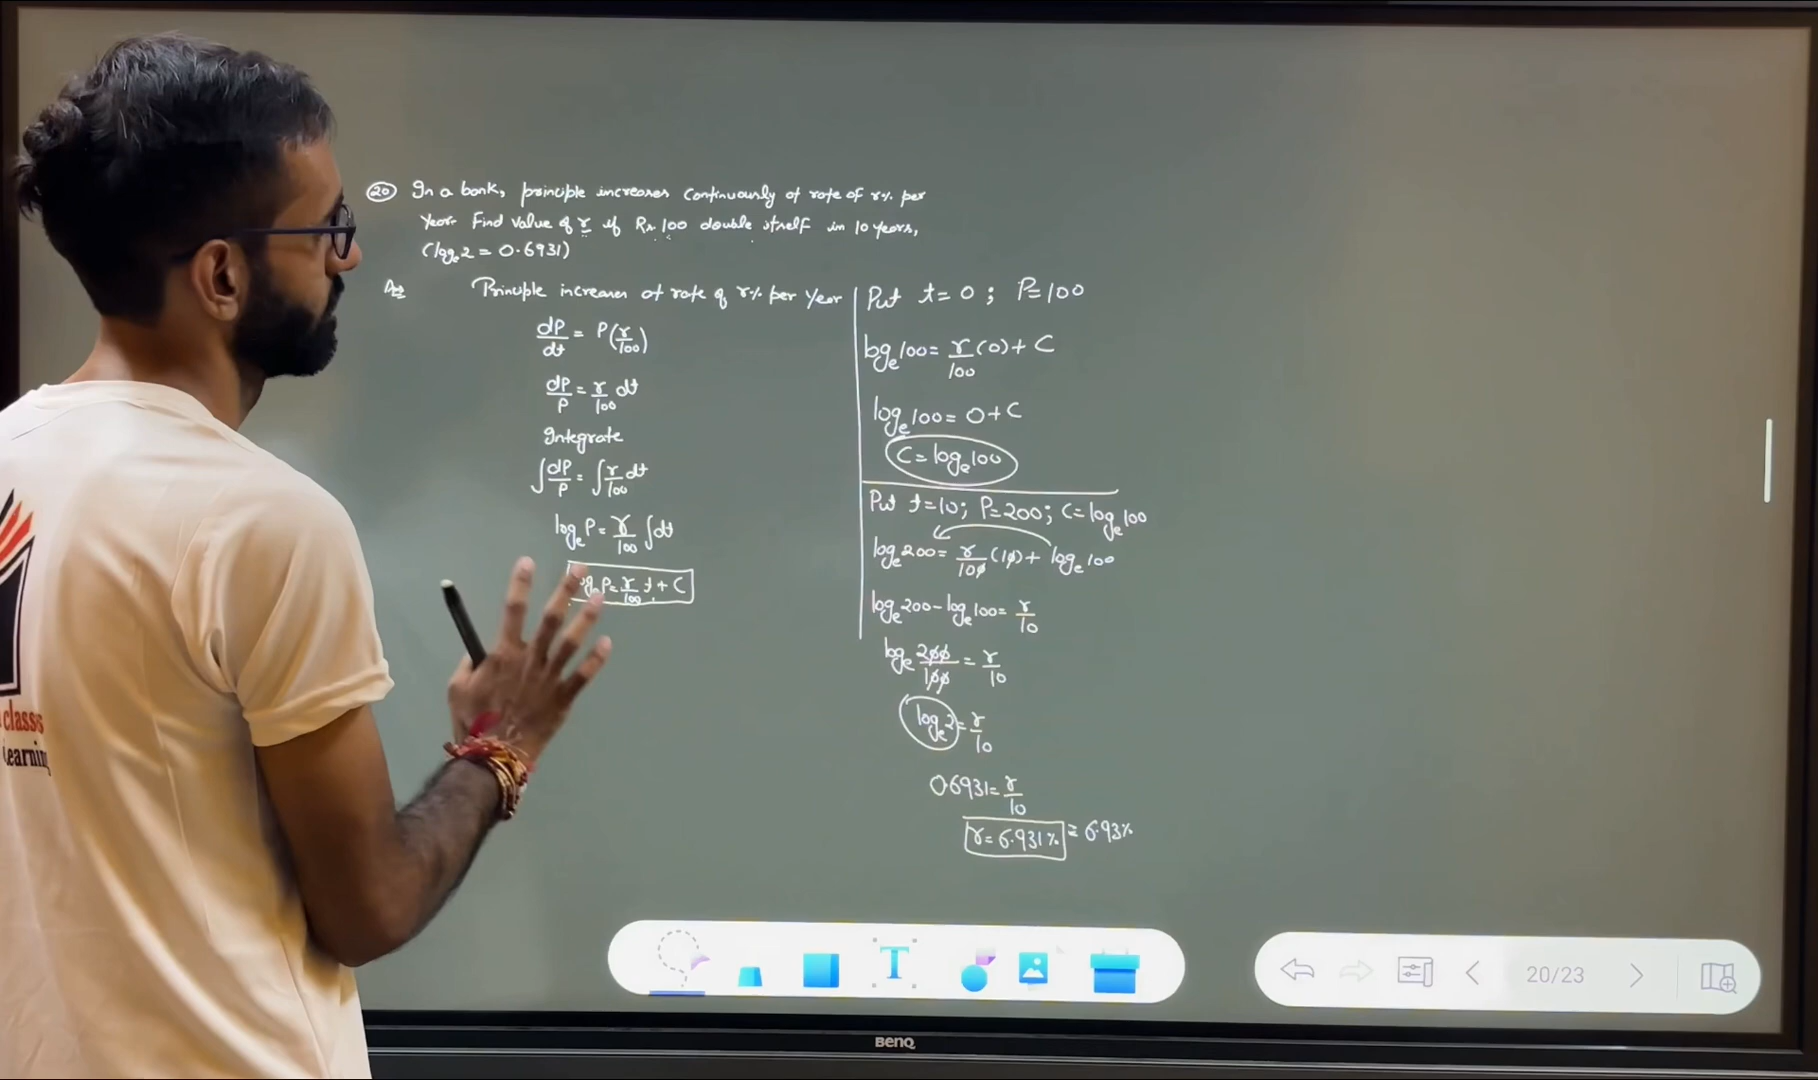 20 In a bank, principle increases continuously at rate of r% per
year. Find value of r if Rs. 100 double itself in 10 years,
(logₑ2 = 0.6931)
Ans Principle increases at rate of r% per year
dP/dt = P(r/100)
dP/P = r/100 dt
Integrate
∫dP/P = ∫r/100 dt
logₑP = r/100 ∫dt
P = r/100 t + C
Put t = 0 ; P = 100
logₑ100 = r/100 (0) + C
logₑ100 = 0 + C
C = logₑ100
Put t = 10; P = 200; C = logₑ100
logₑ200 = r/100 (10) + logₑ100
logₑ200 - logₑ100 = r/10
logₑ 200/100 = r/10
logₑ2 = r/10
0.6931 = r/10
r = 6.931% = 6.93%
classs
Learning
T
20/23
BenQ